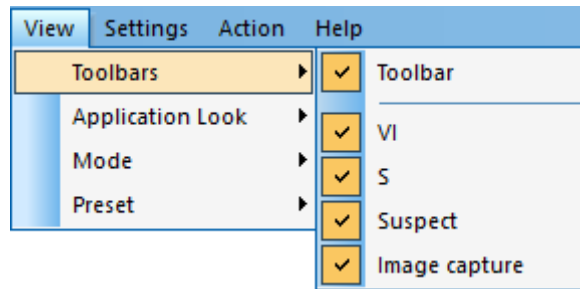 View Settings Action Help
Toolbars
Application Look
Mode
Preset
Toolbar
VI
S
Suspect
Image capture